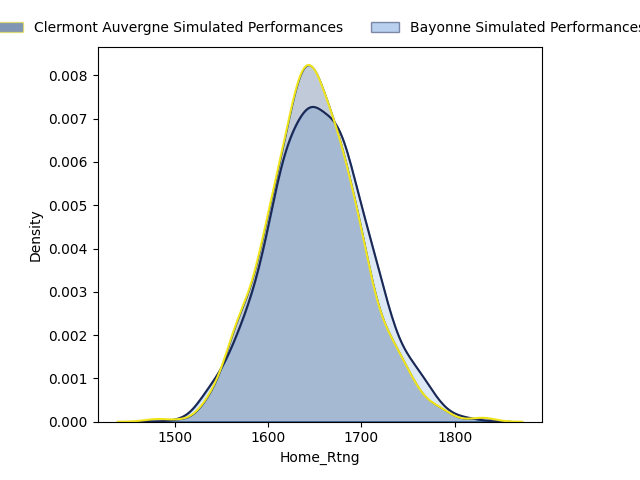 Clermont Auvergne Simulated Performances Bayonne Simulated Performances
0.008
0.007
0.006
0.005
0.004
0.003
0.002
0.001
0.000
Density
1500 1600 1700 1800
Home_Rtng